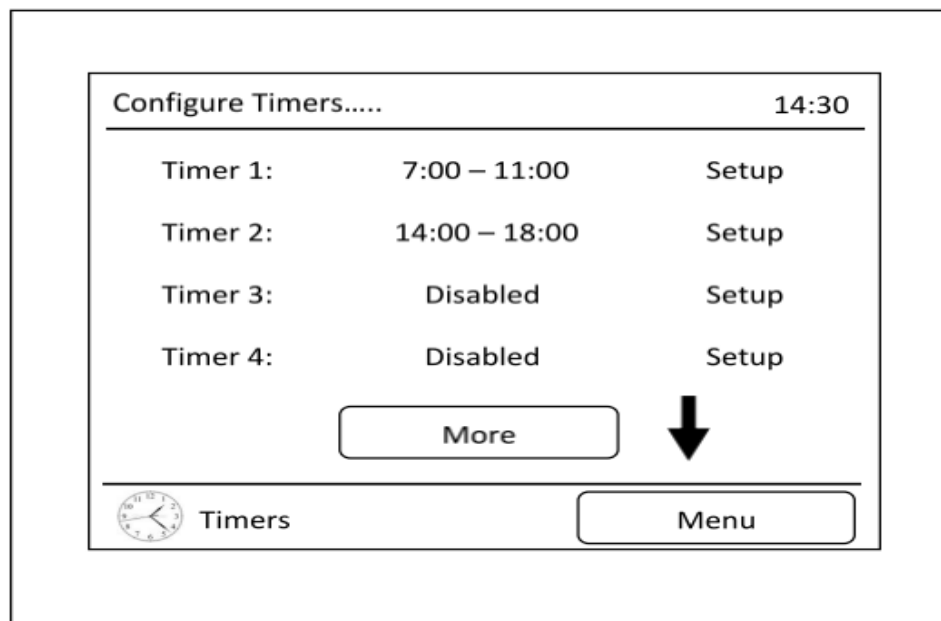 Configure Timers..... 14:30
Timer 1: 7:00 – 11:00 Setup
Timer 2: 14:00 – 18:00 Setup
Timer 3: Disabled Setup
Timer 4: Disabled Setup
More
Timers Menu